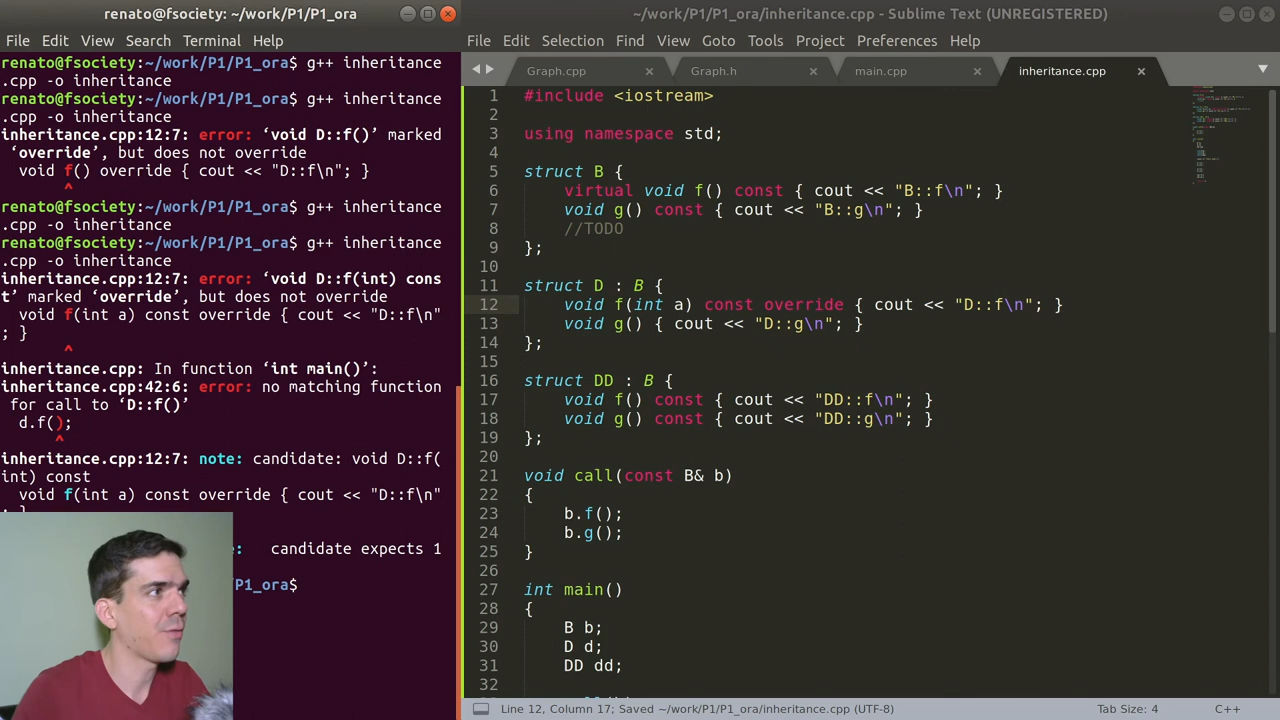 renato@fsociety: ~/work/P1/P1_ora
File Edit View Search Terminal Help
renato@fsociety:~/work/P1/P1_ora$ g++ inheritance
.cpp -o inheritance
renato@fsociety:~/work/P1/P1_ora$ g++ inheritance
.cpp -o inheritance
inheritance.cpp:12:7: error: ‘void D::f()’ marked
‘override’, but does not override
void f() override { cout << "D::f\n"; }
^
renato@fsociety:~/work/P1/P1_ora$ g++ inheritance
.cpp -o inheritance
renato@fsociety:~/work/P1/P1_ora$ g++ inheritance
.cpp -o inheritance
inheritance.cpp:12:7: error: ‘void D::f(int) cons
t’ marked ‘override’, but does not override
void f(int a) const override { cout << "D::f\n"
; }
^
inheritance.cpp: In function ‘int main()’:
inheritance.cpp:42:6: error: no matching function
for call to ‘D::f()’
d.f();
^
inheritance.cpp:12:7: note: candidate: void D::f(
int) const
void f(int a) const override { cout << "D::f\n"
; }
: candidate expects 1
/P1_ora$
~/work/P1/P1_ora/inheritance.cpp - Sublime Text (UNREGISTERED)
File Edit Selection Find View Goto Tools Project Preferences Help
Graph.cpp Graph.h main.cpp inheritance.cpp
1 #include <iostream>
2
3 using namespace std;
4
5 struct B {
6 virtual void f() const { cout << "B::f\n"; }
7 void g() const { cout << "B::g\n"; }
8 //TODO
9 };
10
11 struct D : B {
12 void f(int a) const override { cout << "D::f\n"; }
13 void g() { cout << "D::g\n"; }
14 };
15
16 struct DD : B {
17 void f() const { cout << "DD::f\n"; }
18 void g() const { cout << "DD::g\n"; }
19 };
20
21 void call(const B& b)
22 {
23 b.f();
24 b.g();
25 }
26
27 int main()
28 {
29 B b;
30 D d;
31 DD dd;
32
Line 12, Column 17; Saved ~/work/P1/P1_ora/inheritance.cpp (UTF-8) Tab Size: 4 C++